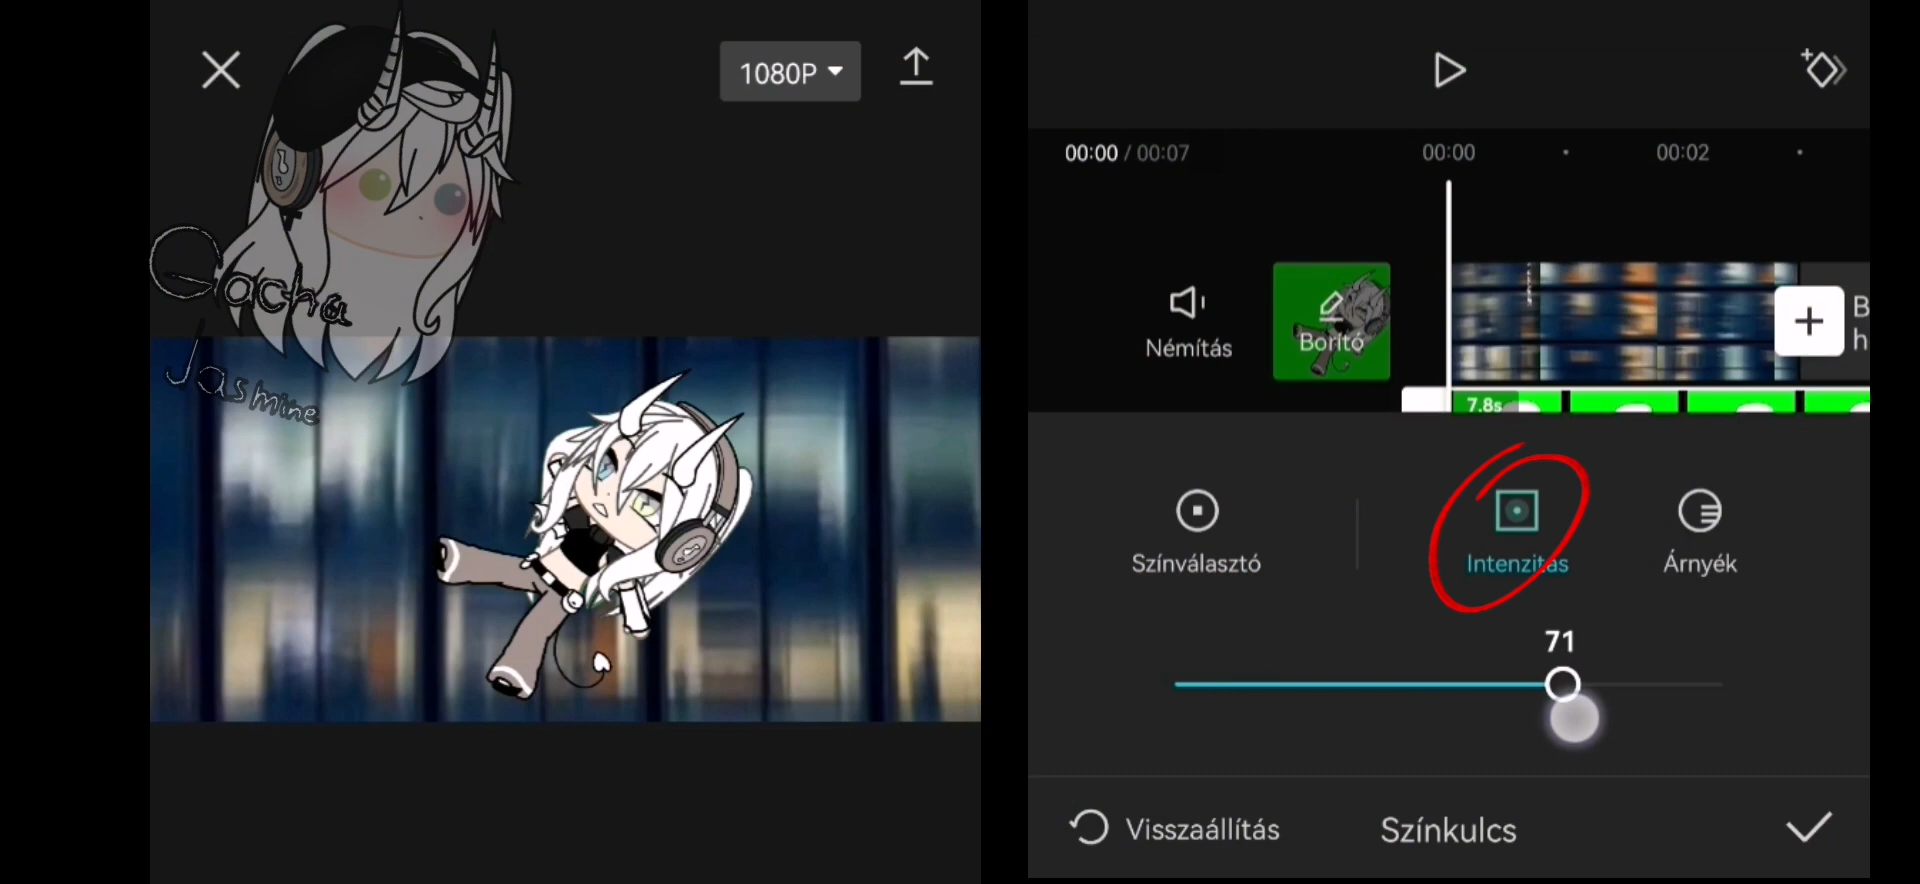 1080P
Gacha
Jasmine
00:00 / 00:07
00:00
00:02
Némítás
Borító
B
h
7.8s
Színválasztó
Intenzitás
Árnyék
71
Visszaállítás
Színkulcs